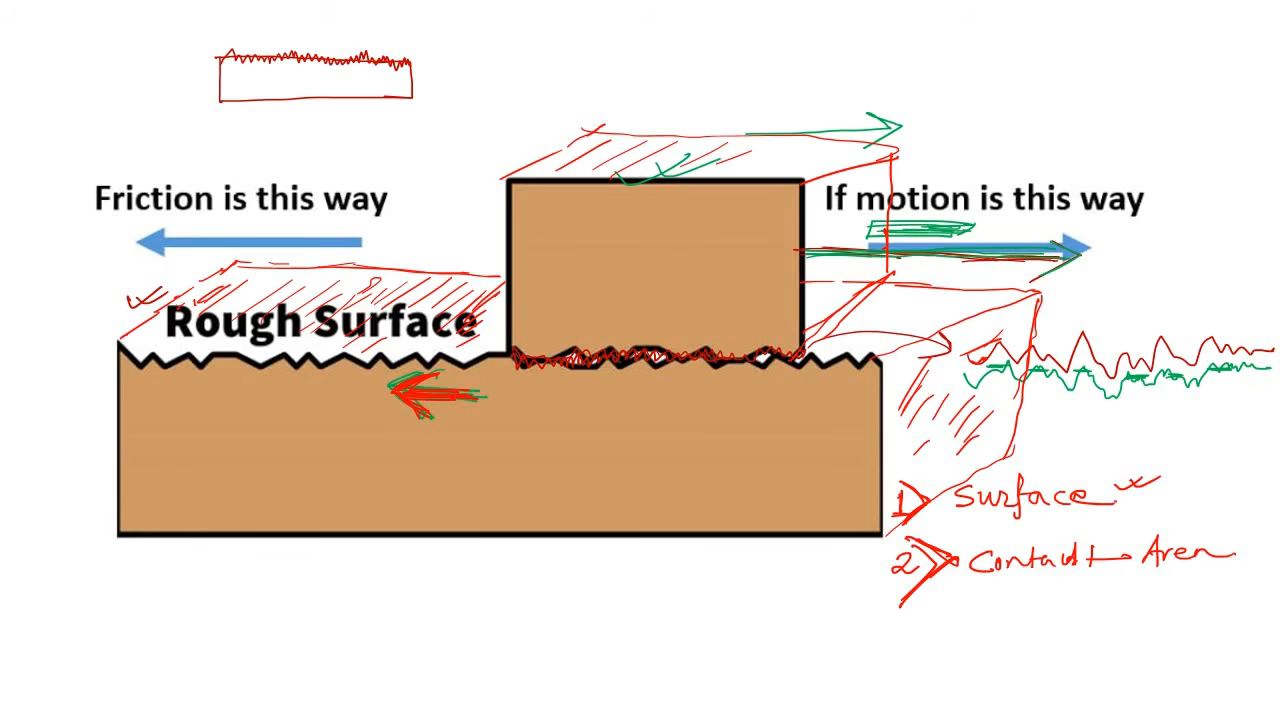 Friction is this way
If motion is this way
Rough Surface
1) Surface
2) Contact Area